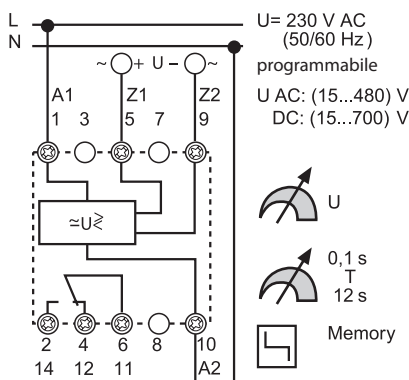 L
N
U= 230 V AC
(50/60 Hz)
~ + U – ~
programmabile
A1 Z1 Z2
1 3 5 7 9
U AC: (15...480) V
DC: (15...700) V
≃U≷
U
0,1 s
T
12 s
2 4 6 8 10
14 12 11 A2
Memory